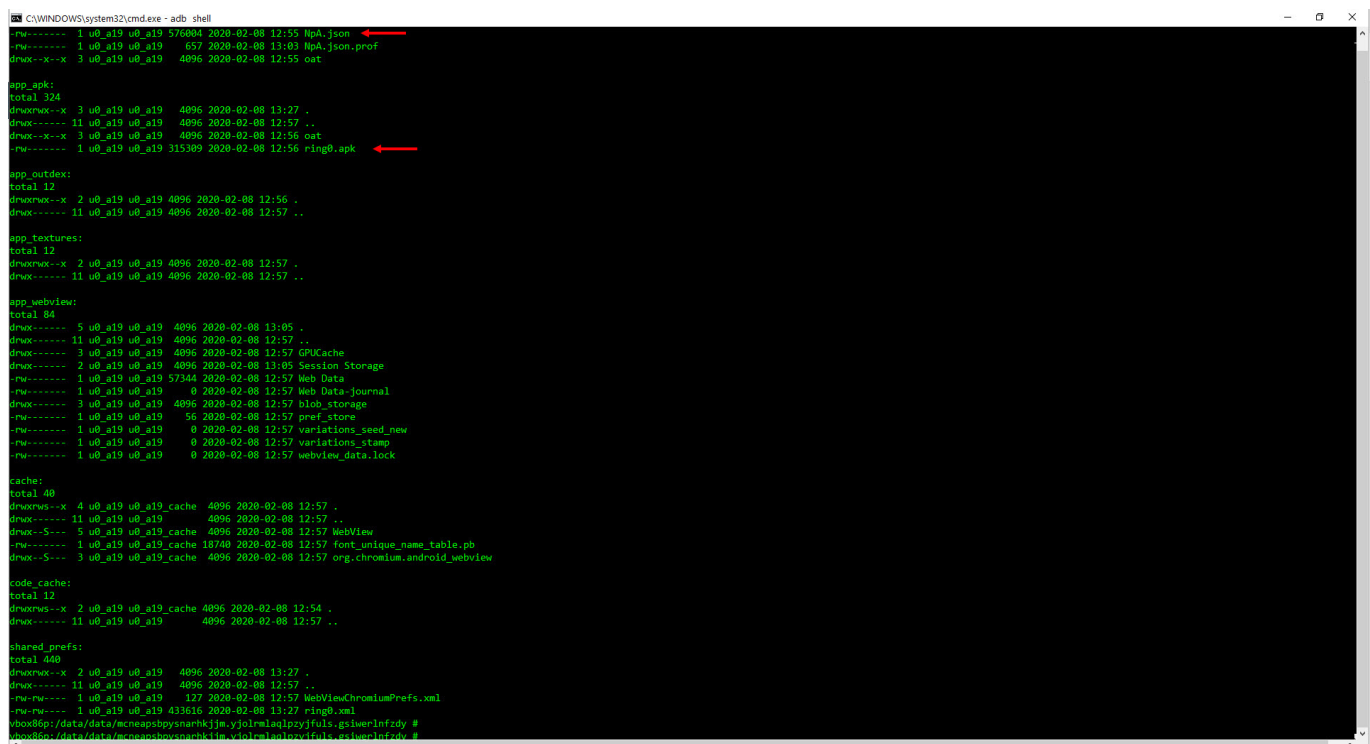 C:\WINDOWS\system32\cmd.exe - adb  shell
-rw-------  1 u0_a19 u0_a19 576004 2020-02-08 12:55 NpA.json
-rw-------  1 u0_a19 u0_a19    657 2020-02-08 13:03 NpA.json.prof
drwx--x--x  3 u0_a19 u0_a19   4096 2020-02-08 12:55 oat
app_apk:
total 324
drwxrwx--x  3 u0_a19 u0_a19   4096 2020-02-08 13:27 .
drwx------ 11 u0_a19 u0_a19   4096 2020-02-08 12:57 ..
drwx--x--x  3 u0_a19 u0_a19   4096 2020-02-08 12:56 oat
-rw-------  1 u0_a19 u0_a19 315309 2020-02-08 12:56 ring0.apk
app_outdex:
total 12
drwxrwx--x  2 u0_a19 u0_a19 4096 2020-02-08 12:56 .
drwx------ 11 u0_a19 u0_a19 4096 2020-02-08 12:57 ..
app_textures:
total 12
drwxrwx--x  2 u0_a19 u0_a19 4096 2020-02-08 12:57 .
drwx------ 11 u0_a19 u0_a19 4096 2020-02-08 12:57 ..
app_webview:
total 84
drwx------  5 u0_a19 u0_a19  4096 2020-02-08 13:05 .
drwx------ 11 u0_a19 u0_a19  4096 2020-02-08 12:57 ..
drwx------  3 u0_a19 u0_a19  4096 2020-02-08 12:57 GPUCache
drwx------  2 u0_a19 u0_a19  4096 2020-02-08 13:05 Session Storage
-rw-------  1 u0_a19 u0_a19 57344 2020-02-08 12:57 Web Data
-rw-------  1 u0_a19 u0_a19     0 2020-02-08 12:57 Web Data-journal
drwx------  3 u0_a19 u0_a19  4096 2020-02-08 12:57 blob_storage
-rw-------  1 u0_a19 u0_a19    56 2020-02-08 12:57 pref_store
-rw-------  1 u0_a19 u0_a19     0 2020-02-08 12:57 variations_seed_new
-rw-------  1 u0_a19 u0_a19     0 2020-02-08 12:57 variations_stamp
-rw-------  1 u0_a19 u0_a19     0 2020-02-08 12:57 webview_data.lock
cache:
total 40
drwxrws--x  4 u0_a19 u0_a19_cache  4096 2020-02-08 12:57 .
drwx------ 11 u0_a19 u0_a19        4096 2020-02-08 12:57 ..
drwx--S---  5 u0_a19 u0_a19_cache  4096 2020-02-08 12:57 WebView
-rw-------  1 u0_a19 u0_a19_cache 18740 2020-02-08 12:57 font_unique_name_table.pb
drwx--S---  3 u0_a19 u0_a19_cache  4096 2020-02-08 12:57 org.chromium.android_webview
code_cache:
total 12
drwxrws--x  2 u0_a19 u0_a19_cache 4096 2020-02-08 12:54 .
drwx------ 11 u0_a19 u0_a19       4096 2020-02-08 12:57 ..
shared_prefs:
total 440
drwxrwx--x  2 u0_a19 u0_a19   4096 2020-02-08 13:27 .
drwx------ 11 u0_a19 u0_a19   4096 2020-02-08 12:57 ..
-rw-rw----  1 u0_a19 u0_a19    127 2020-02-08 12:57 WebViewChromiumPrefs.xml
-rw-rw----  1 u0_a19 u0_a19 433616 2020-02-08 13:27 ring0.xml
vbox86p:/data/data/mcneapsbpysnarhkjjm.yjolrmlaqlpzyjfuls.gsiwerlnfzdy #
vbox86p:/data/data/mcneapsbpysnarhkjjm.yjolrmlaqlpzyjfuls.gsiwerlnfzdy #